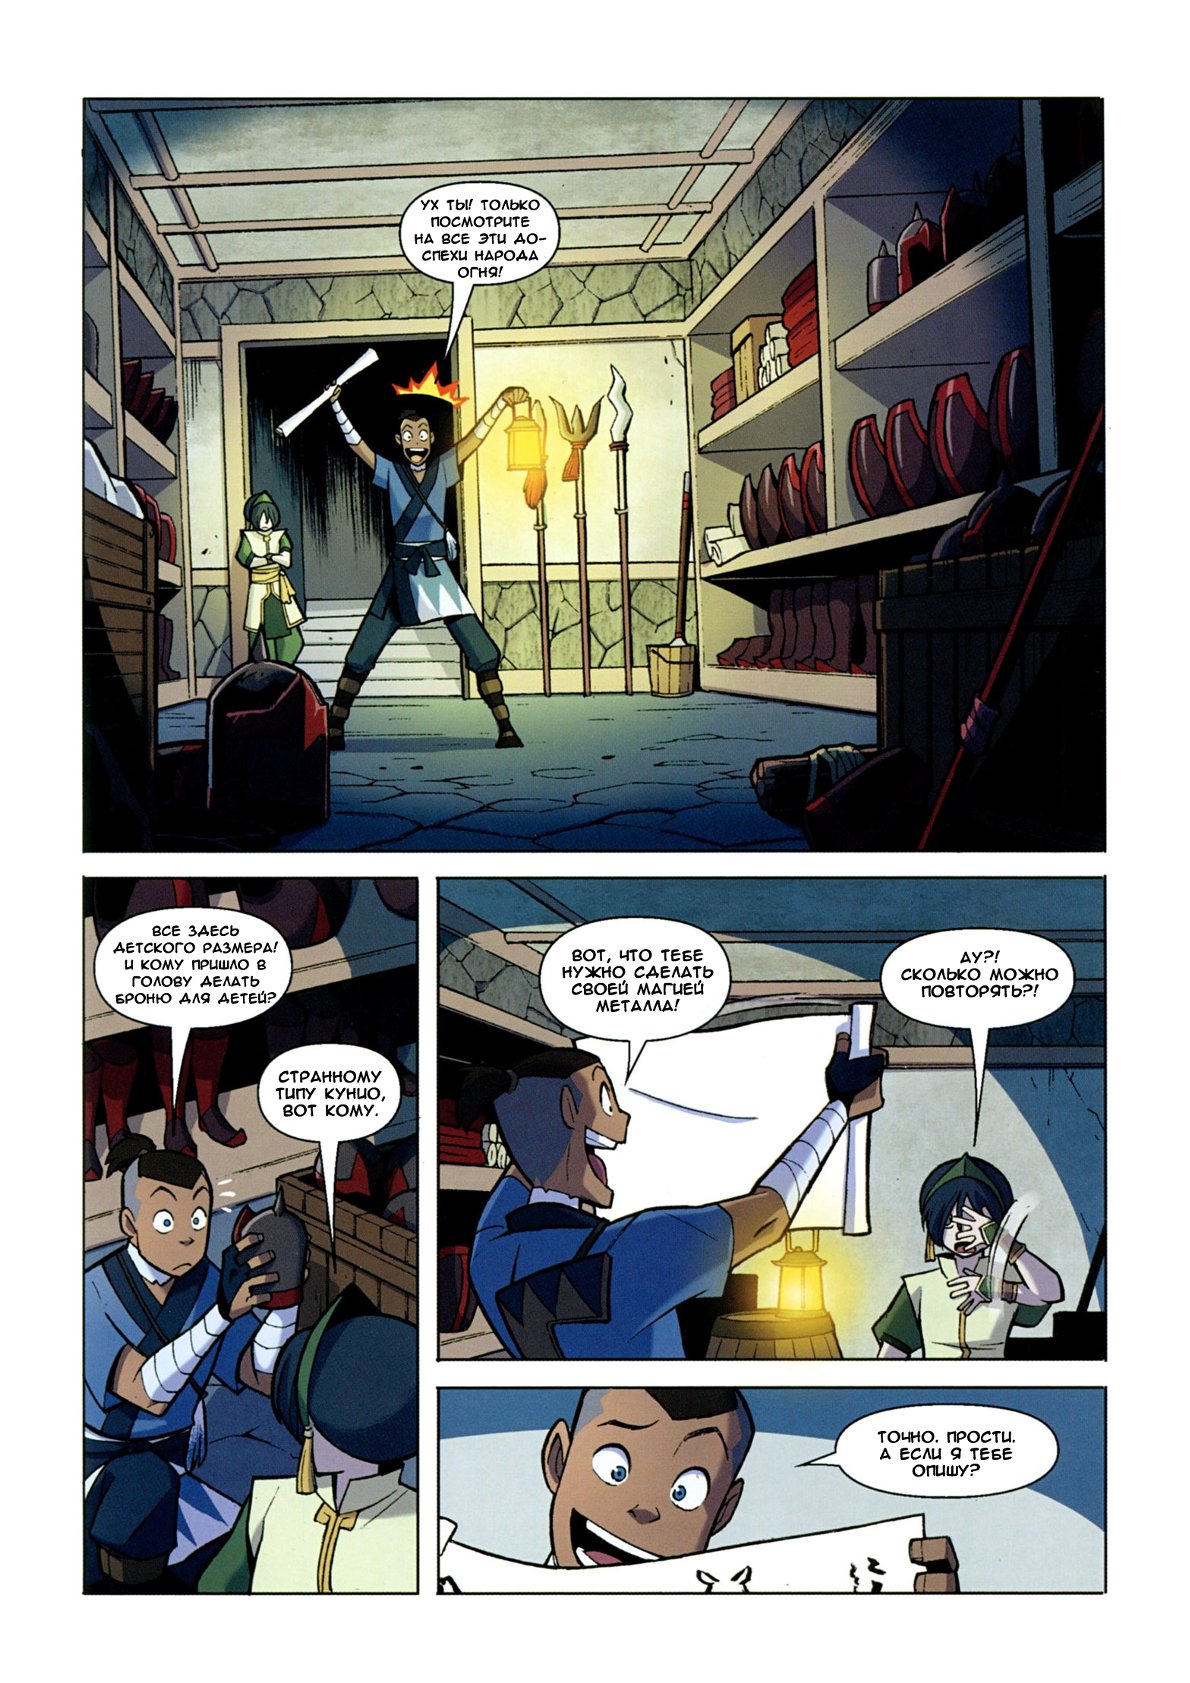 УХ ТЫ! ТОЛЬКО
ПОСМОТРИТЕ
НА ВСЕ ЭТИ ДО-
СПЕХИ НАРОДА
ОГНЯ!
ВСЕ ЗДЕСЬ
ДЕТСКОГО РАЗМЕРА!
И КОМУ ПРИШЛО В
ГОЛОВУ ДЕЛАТЬ
БРОНЮ ДЛЯ ДЕТЕЙ?
СТРАННОМУ
ТИПУ КУНИО,
ВОТ КОМУ.
ВОТ, ЧТО ТЕБЕ
НУЖНО СДЕЛАТЬ
СВОЕЙ МАГИЕЙ
МЕТАЛЛА!
АУ?!
СКОЛЬКО МОЖНО
ПОВТОРЯТЬ?!
ТОЧНО. ПРОСТИ.
А ЕСЛИ Я ТЕБЕ
ОПИШУ?